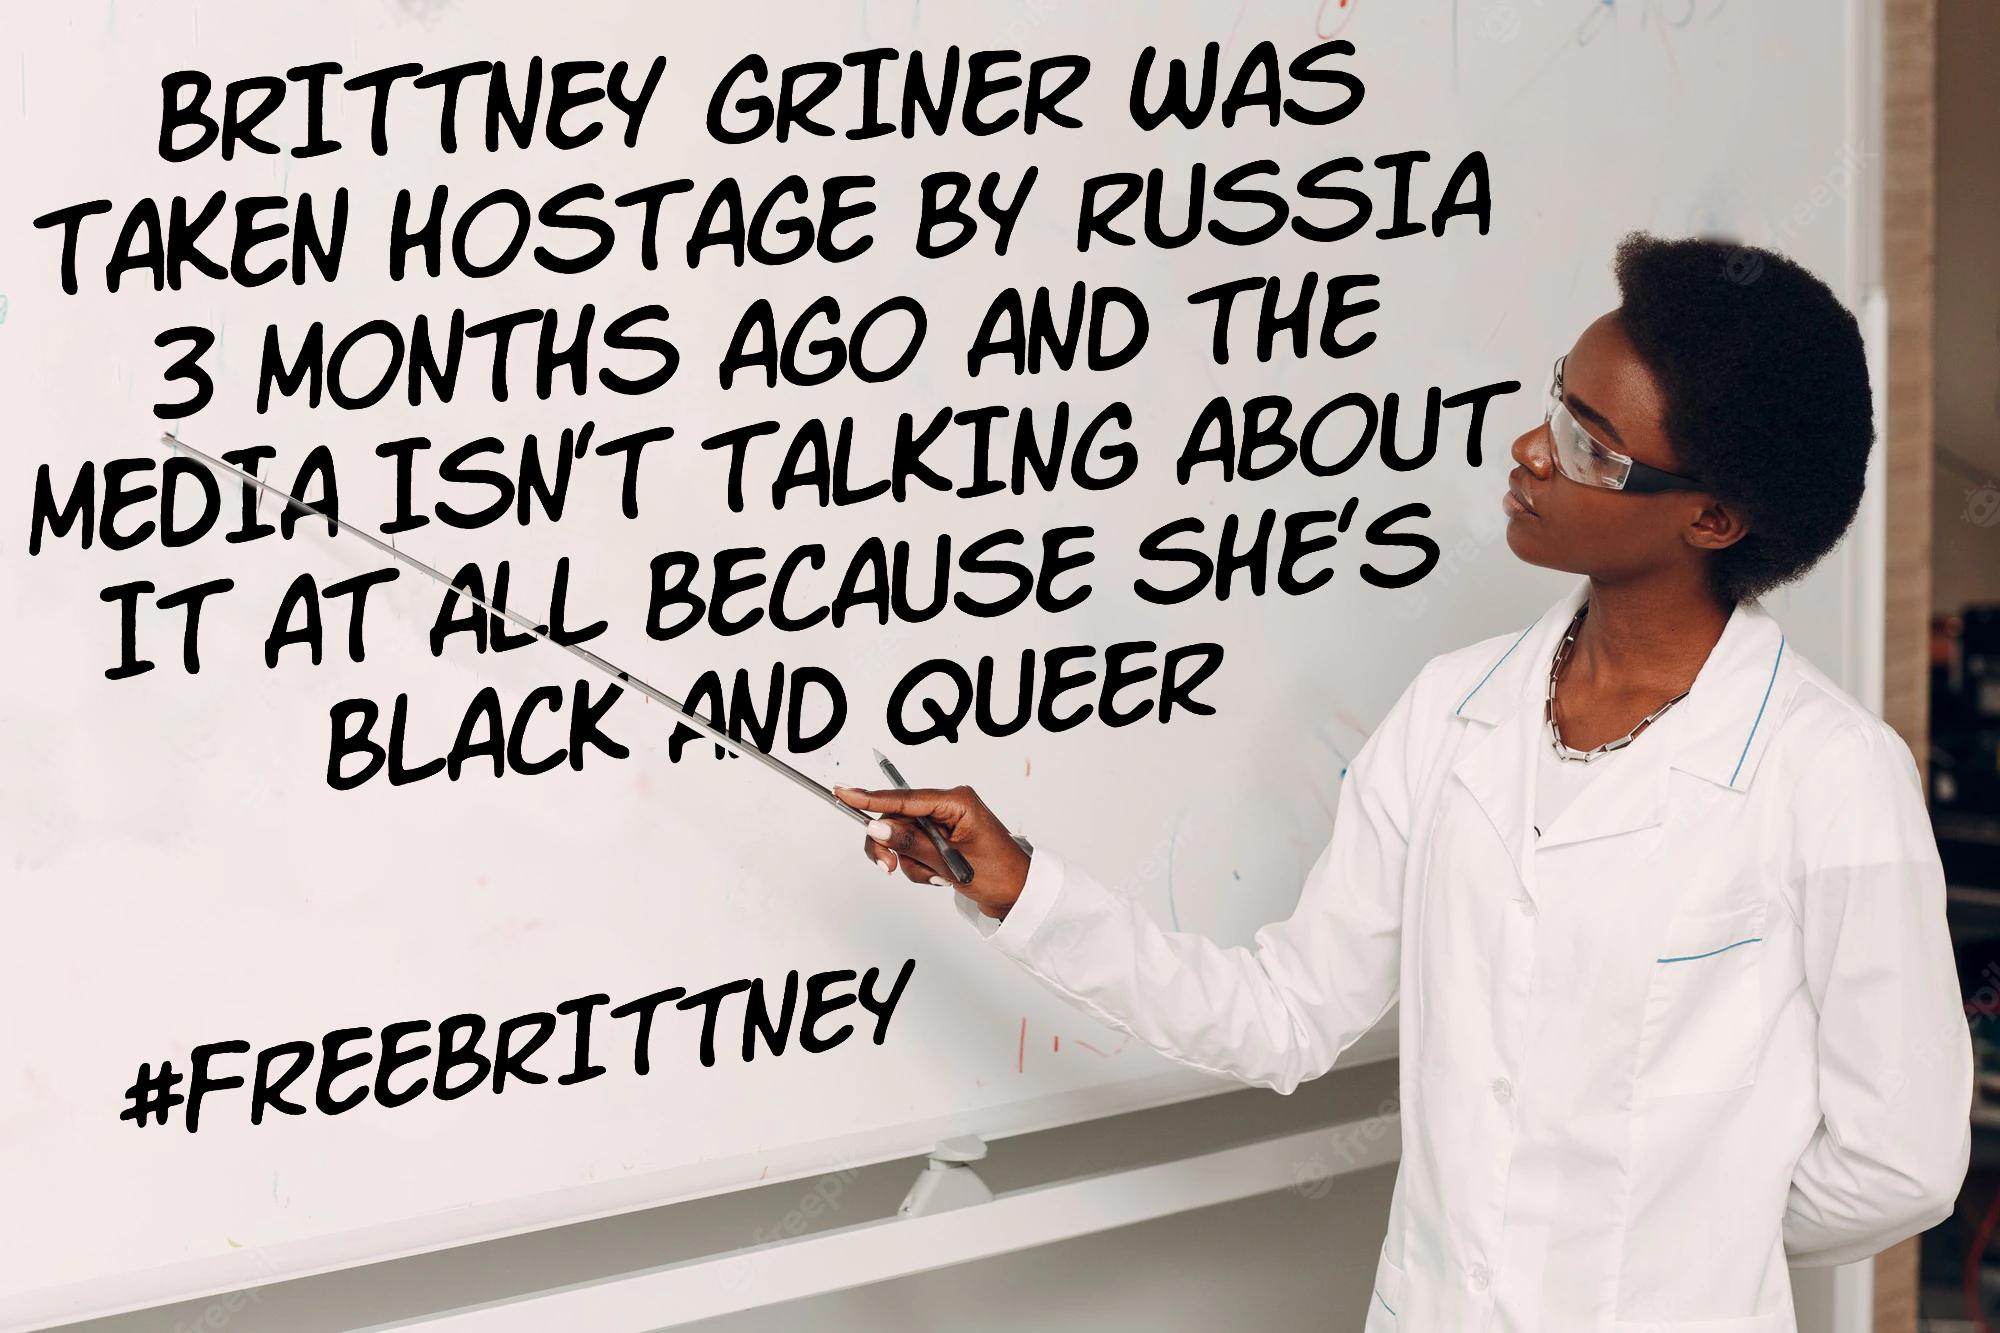 BRITTNEY GRINER WAS
TAKEN HOSTAGE BY RUSSIA
3 MONTHS AGO AND THE
MEDIA ISN'T TALKING ABOUT
IT AT ALL BECAUSE SHE'S
BLACK AND QUEER
#FREEBRITTNEY
freepik